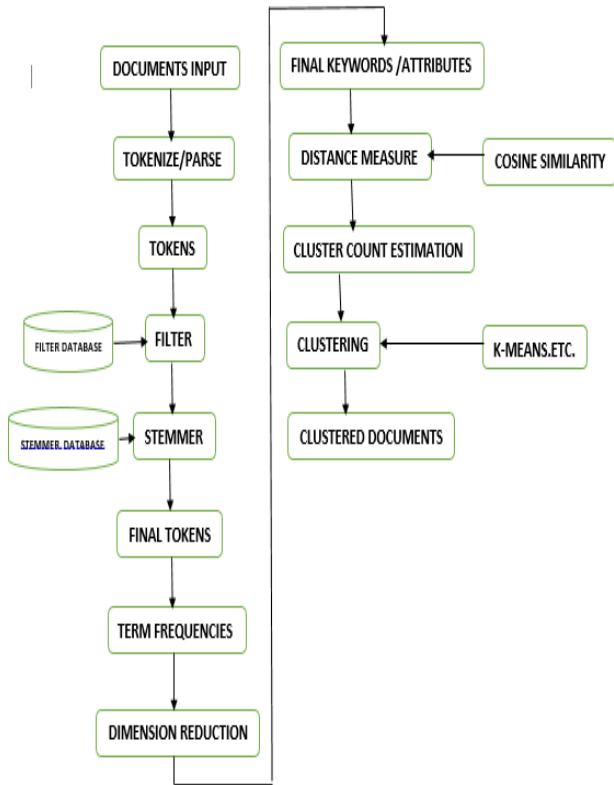 DOCUMENTS INPUT
TOKENIZE/PARSE
TOKENS
FILTER DATABASE
FILTER
STEMMER. DATABASE
STEMMER
FINAL TOKENS
TERM FREQUENCIES
DIMENSION REDUCTION
FINAL KEYWORDS /ATTRIBUTES
DISTANCE MEASURE
COSINE SIMILARITY
CLUSTER COUNT ESTIMATION
CLUSTERING
K-MEANS.ETC.
CLUSTERED DOCUMENTS